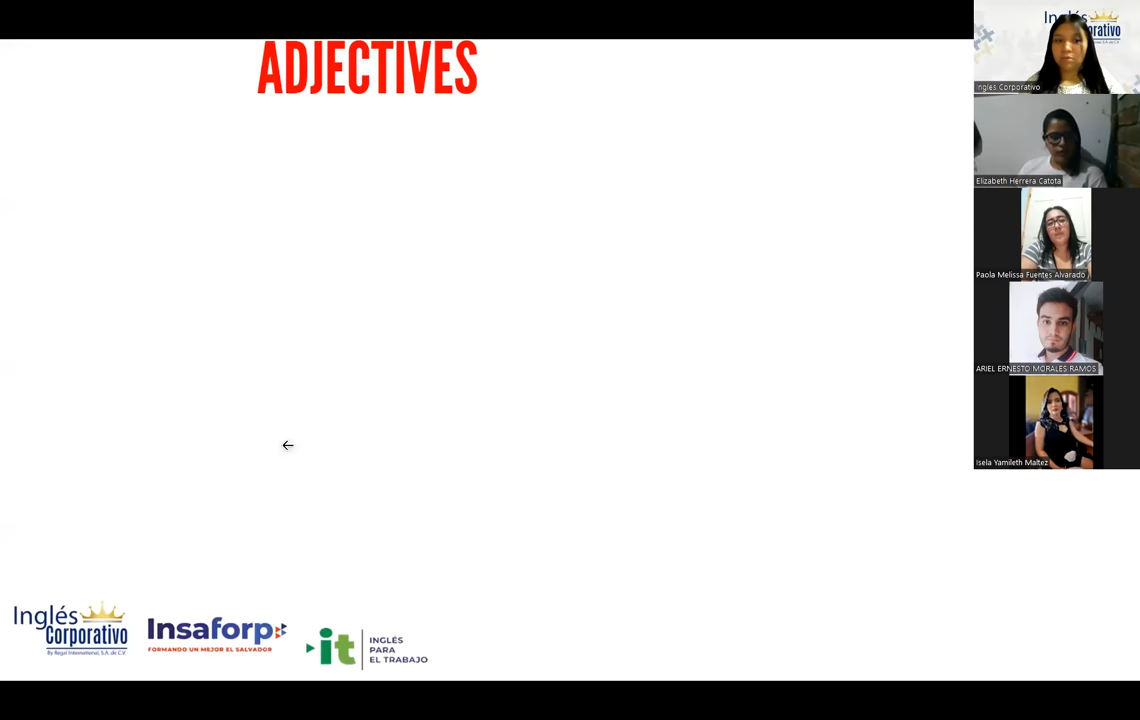 ADJECTIVES
Inglés
Corporativo
Inglés Corporativo
Elizabeth Herrera Catota
Paola Melissa Fuentes Alvarado
ARIEL ERNESTO MORALES RAMOS
Isela Yamileth Maltez
Inglés
Corporativo
By Regal International, S.A. de C.V.
Insaforp
FORMANDO UN MEJOR EL SALVADOR
it
INGLÉS
PARA
EL TRABAJO